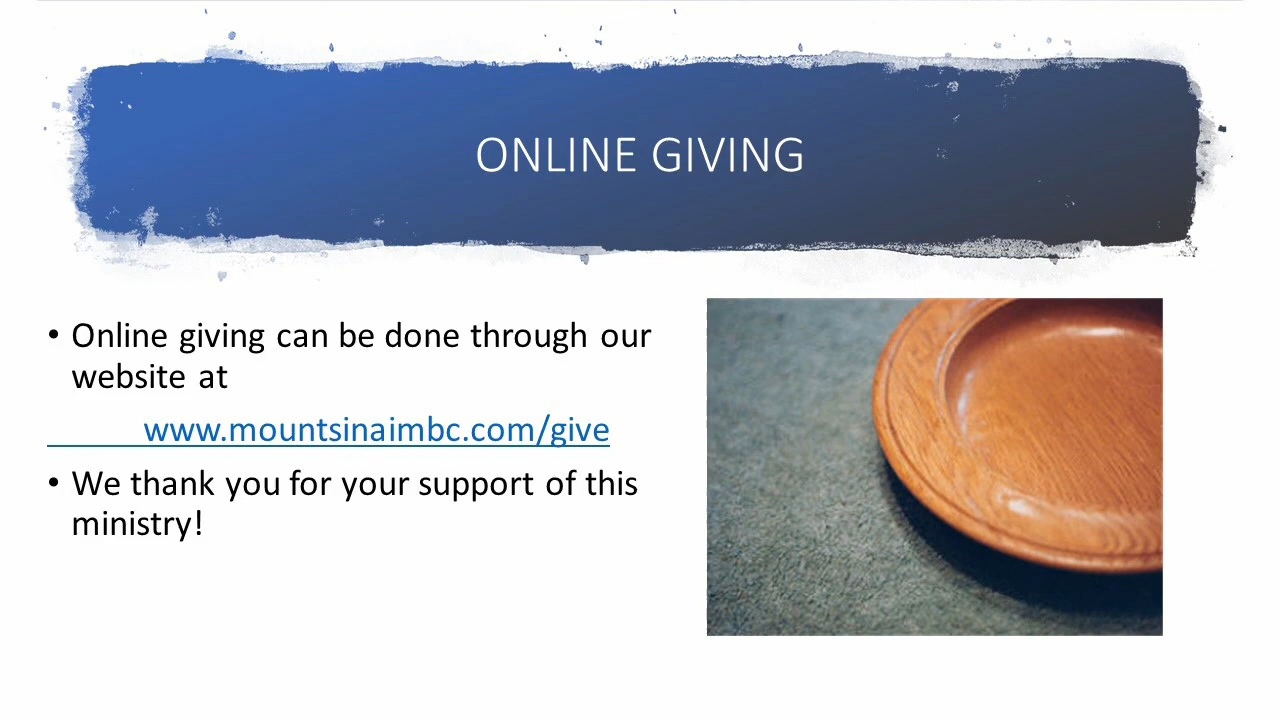 ONLINE GIVING
• Online giving can be done through our
website at
www.mountsinaimbc.com/give
• We thank you for your support of this
ministry!